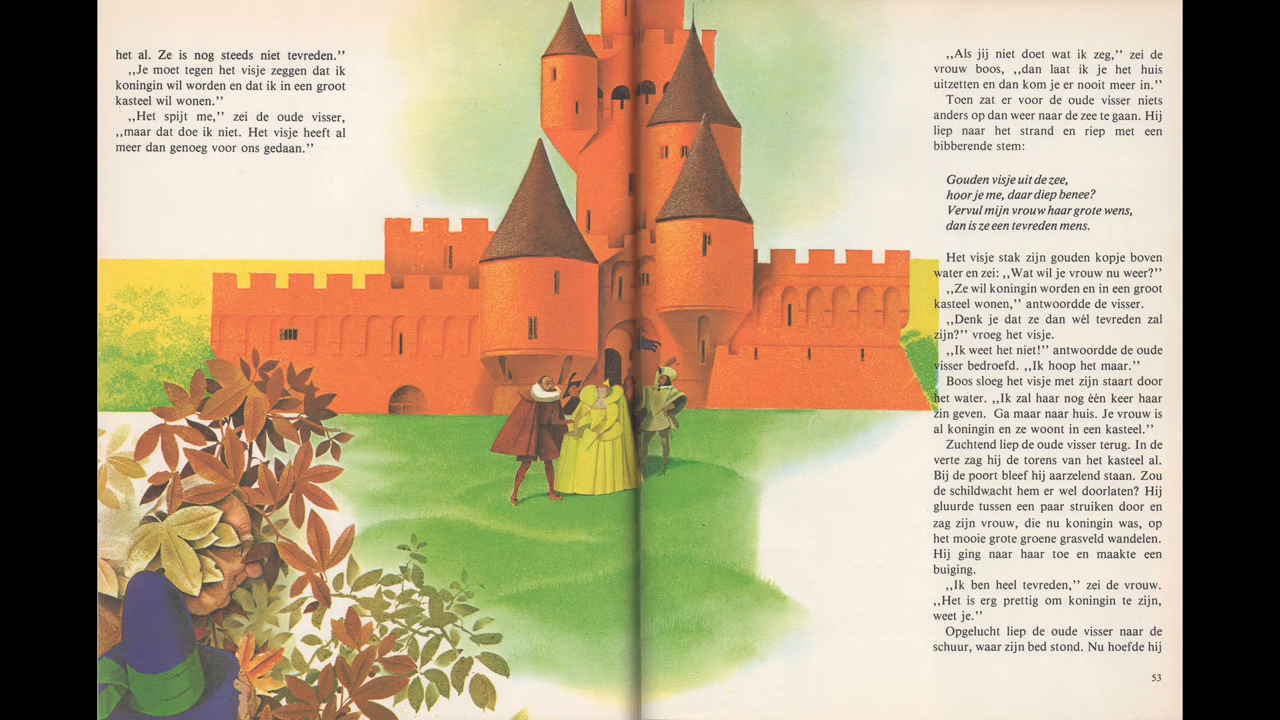 het al. Ze is nog steeds niet tevreden.’’
,,Je moet tegen het visje zeggen dat ik
koningin wil worden en dat ik in een groot
kasteel wil wonen.’’
,,Het spijt me,’’ zei de oude visser,
,,maar dat doe ik niet. Het visje heeft al
meer dan genoeg voor ons gedaan.’’
,,Als jij niet doet wat ik zeg,’’ zei de
vrouw boos, ,,dan laat ik je het huis
uitzetten en dan kom je er nooit meer in.’’
Toen zat er voor de oude visser niets
anders op dan weer naar de zee te gaan. Hij
liep naar het strand en riep met een
bibberende stem:
Gouden visje uit de zee,
hoor je me, daar diep benee?
Vervul mijn vrouw haar grote wens,
dan is ze een tevreden mens.
Het visje stak zijn gouden kopje boven
water en zei: ,,Wat wil je vrouw nu weer?’’
,,Ze wil koningin worden en in een groot
kasteel wonen,’’ antwoordde de visser.
,,Denk je dat ze dan wèl tevreden zal
zijn?’’ vroeg het visje.
,,Ik weet het niet!’’ antwoordde de oude
visser bedroefd. ,,Ik hoop het maar.’’
Boos sloeg het visje met zijn staart door
het water. ,,Ik zal haar nog één keer haar
zin geven. Ga maar naar huis. Je vrouw is
al koningin en ze woont in een kasteel.’’
Zuchtend liep de oude visser terug. In de
verte zag hij de torens van het kasteel al.
Bij de poort bleef hij aarzelend staan. Zou
de schildwacht hem er wel doorlaten? Hij
gluurde tussen een paar struiken door en
zag zijn vrouw, die nu koningin was, op
het mooie grote groene grasveld wandelen.
Hij ging naar haar toe en maakte een
buiging.
,,Ik ben heel tevreden,’’ zei de vrouw.
,,Het is erg prettig om koningin te zijn,
weet je.’’
Opgelucht liep de oude visser naar de
schuur, waar zijn bed stond. Nu hoefde hij
53